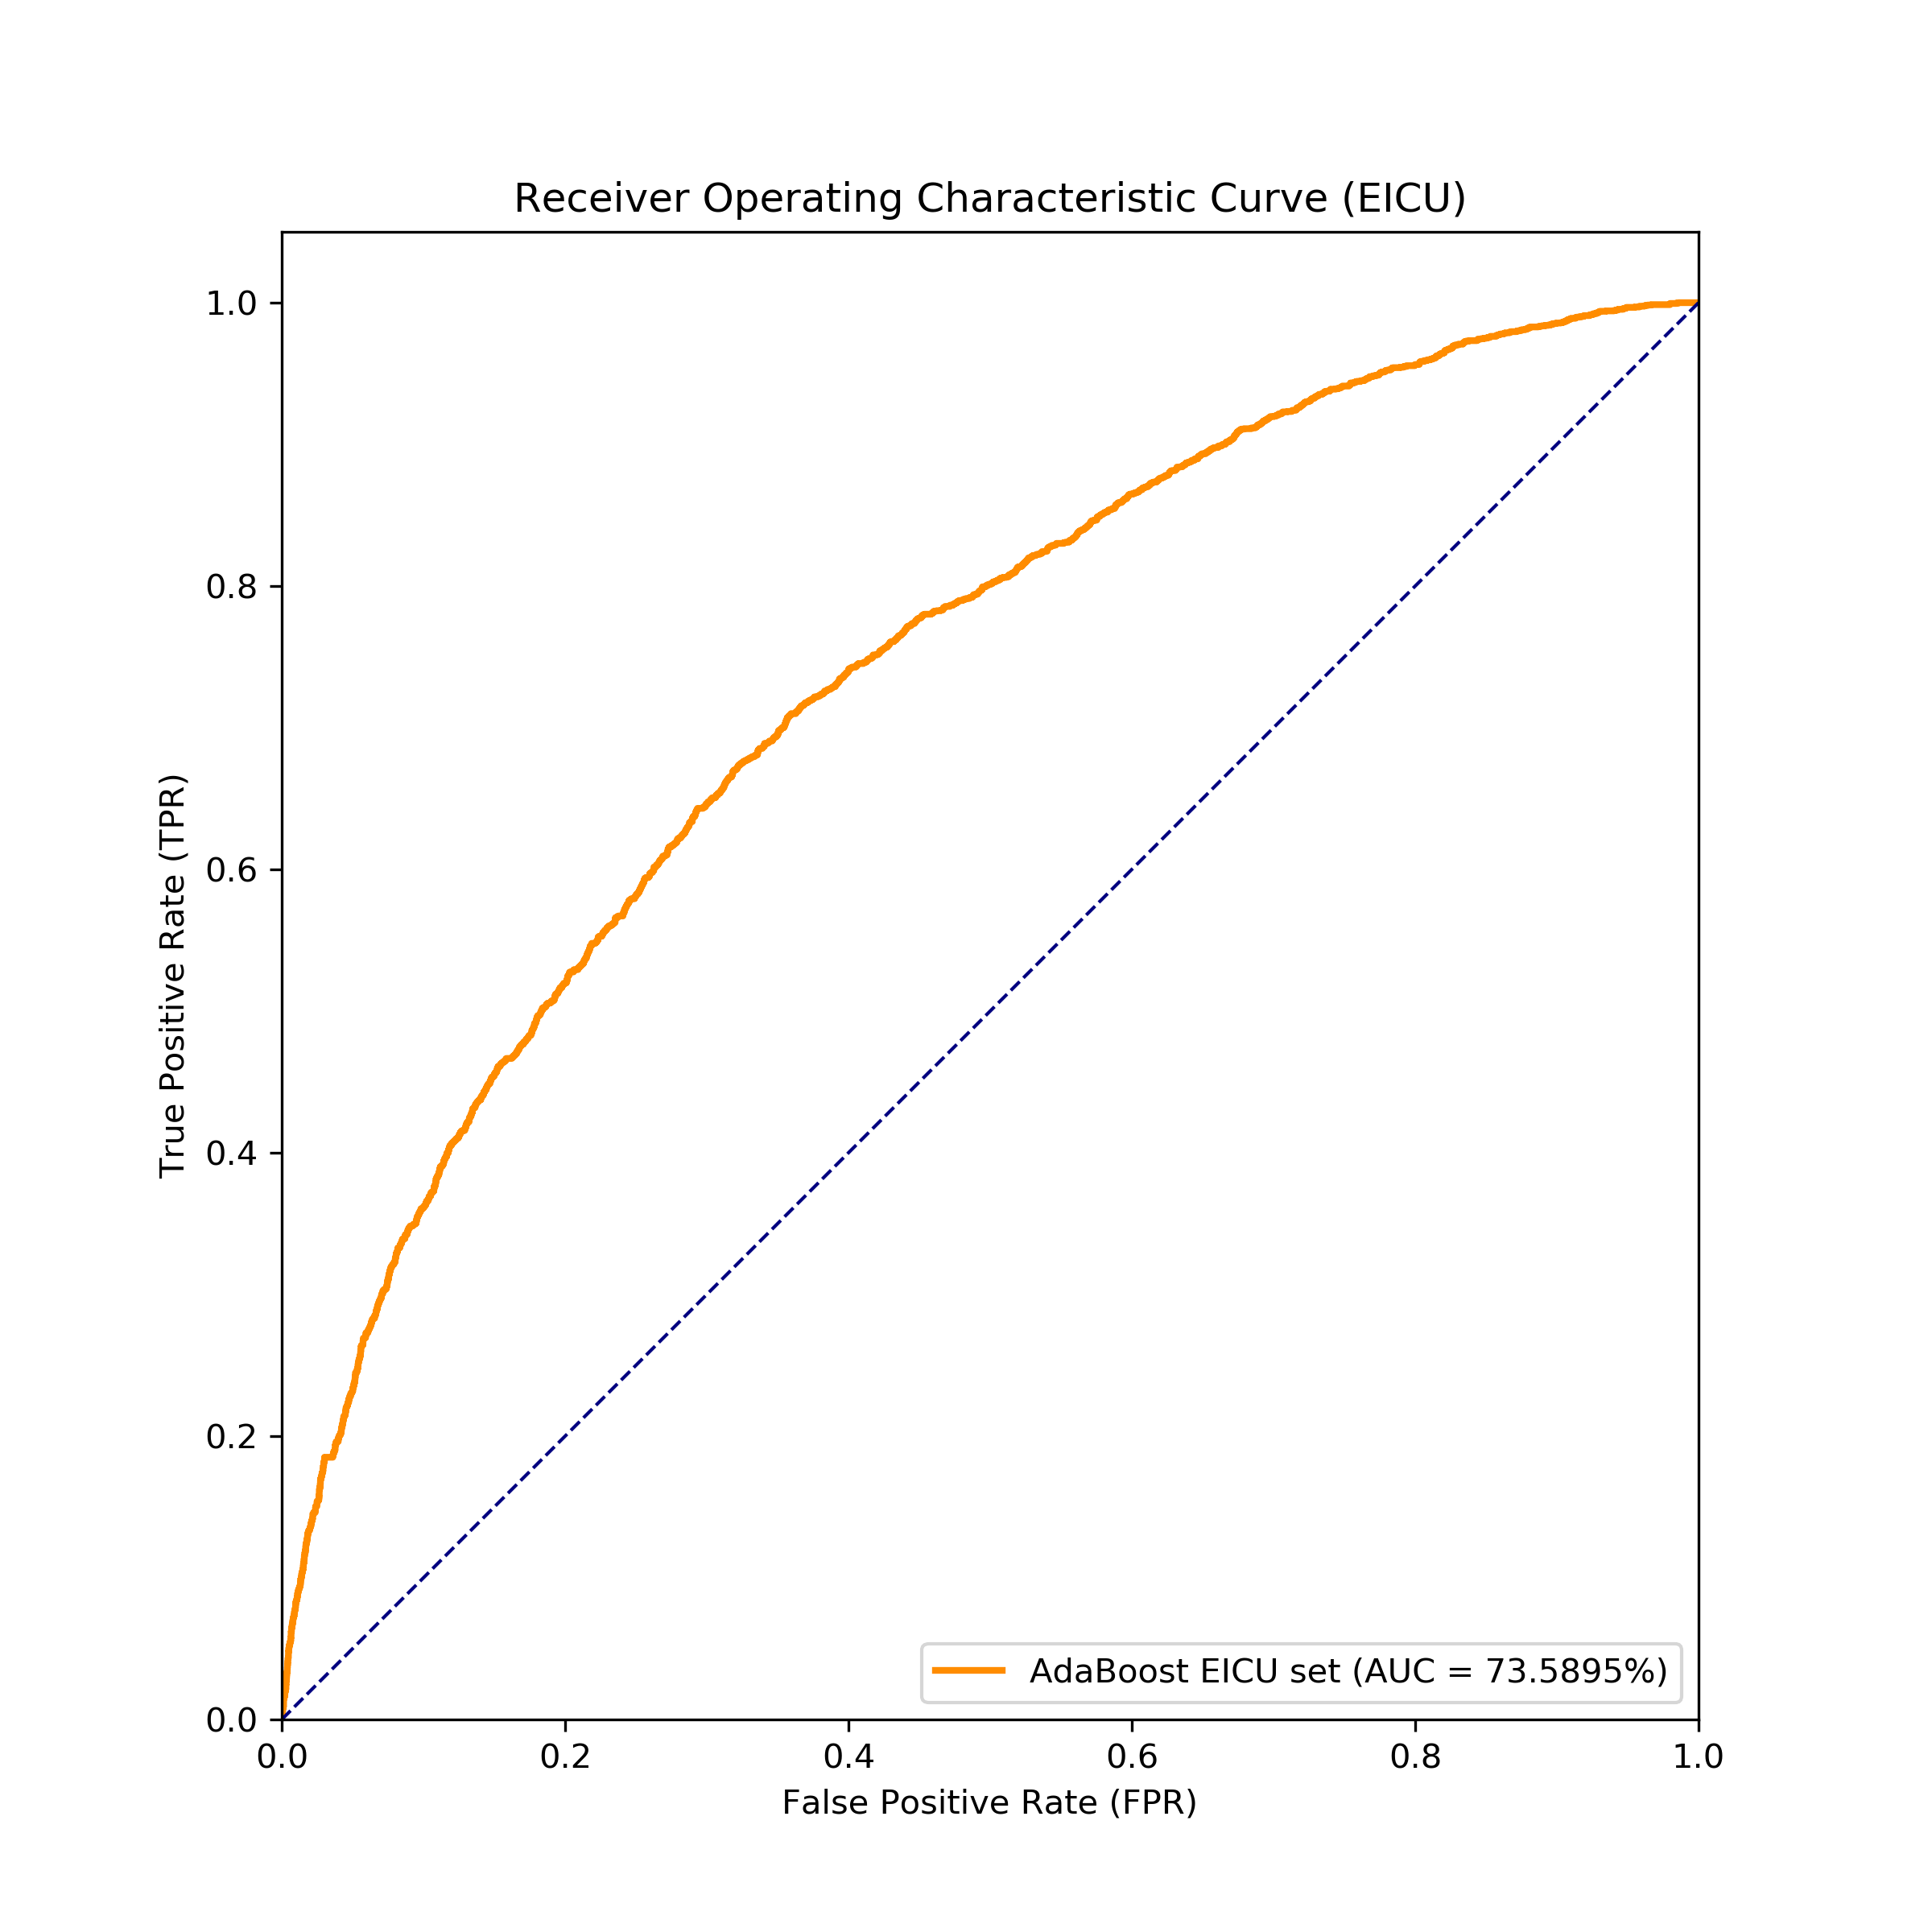 Receiver Operating Characteristic Curve (EICU)
True Positive Rate (TPR)
1.0
0.8
0.6
0.4
0.2
0.0
AdaBoost EICU set (AUC = 73.5895%)
0.0 0.2 0.4 0.6 0.8 1.0
False Positive Rate (FPR)